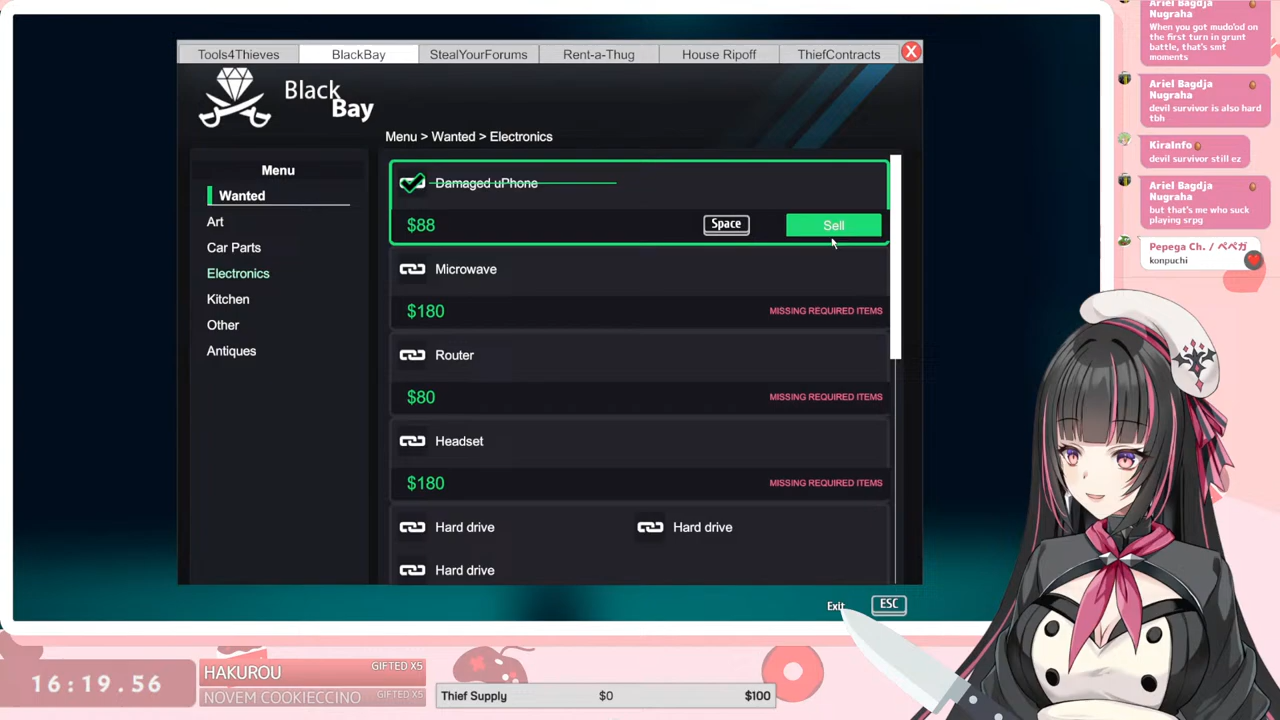 Tools4Thieves
BlackBay
StealYourForums
Rent-a-Thug
House Ripoff
ThiefContracts
X
Black
Bay
Menu > Wanted > Electronics
Menu
Wanted
Art
Car Parts
Electronics
Kitchen
Other
Antiques
Damaged uPhone
$88
Space
Sell
Microwave
$180
MISSING REQUIRED ITEMS
Router
$80
MISSING REQUIRED ITEMS
Headset
$180
MISSING REQUIRED ITEMS
Hard drive
Hard drive
Hard drive
Exit
ESC
Ariel Bagdja
Nugraha
When you got mudo'od on
the first turn in grunt
battle, that's smt
moments
Ariel Bagdja
Nugraha
devil survivor is also hard
tbh
KiraInfo
devil survivor still ez
Ariel Bagdja
Nugraha
but that's me who suck
playing srpg
Pepega Ch. / ペペガ
konpuchi
16:19.56
HAKUROU
GIFTED X5
NOVEM COOKIECCINO
GIFTED X5
Thief Supply
$0
$100